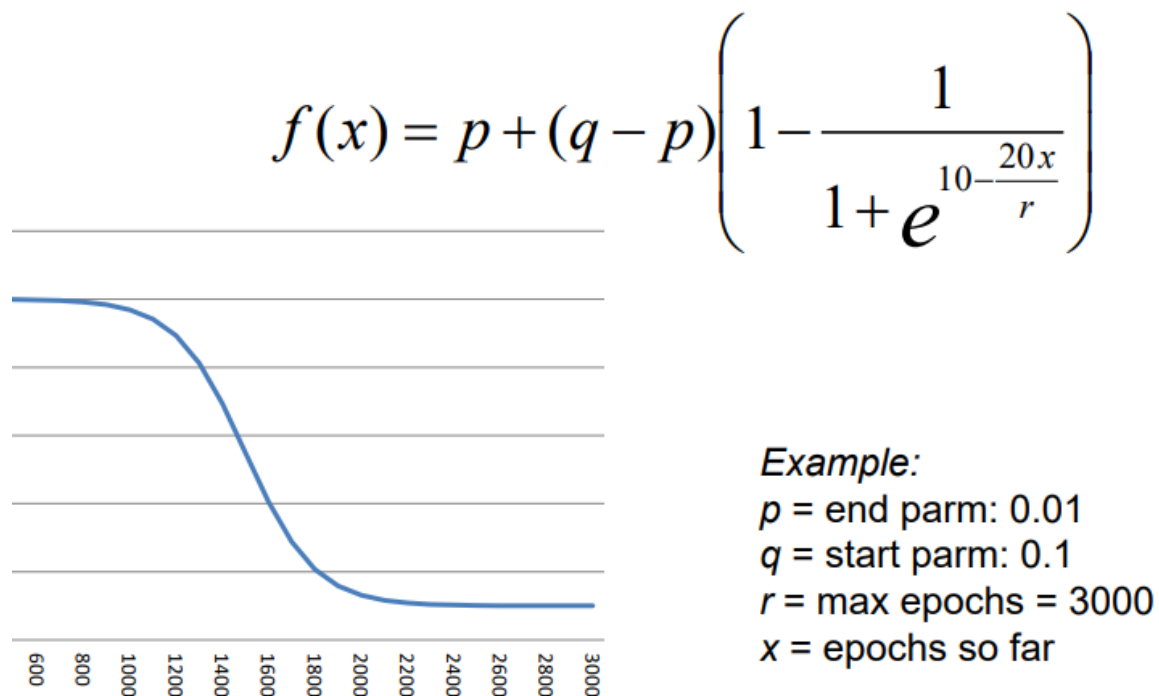 f(x) = p + (q − p)(1 − 1/(1 + e^(10 − 20x/r)))
600 800 1000 1200 1400 1600 1800 2000 2200 2400 2600 2800 3000
Example:
p = end parm: 0.01
q = start parm: 0.1
r = max epochs = 3000
x = epochs so far